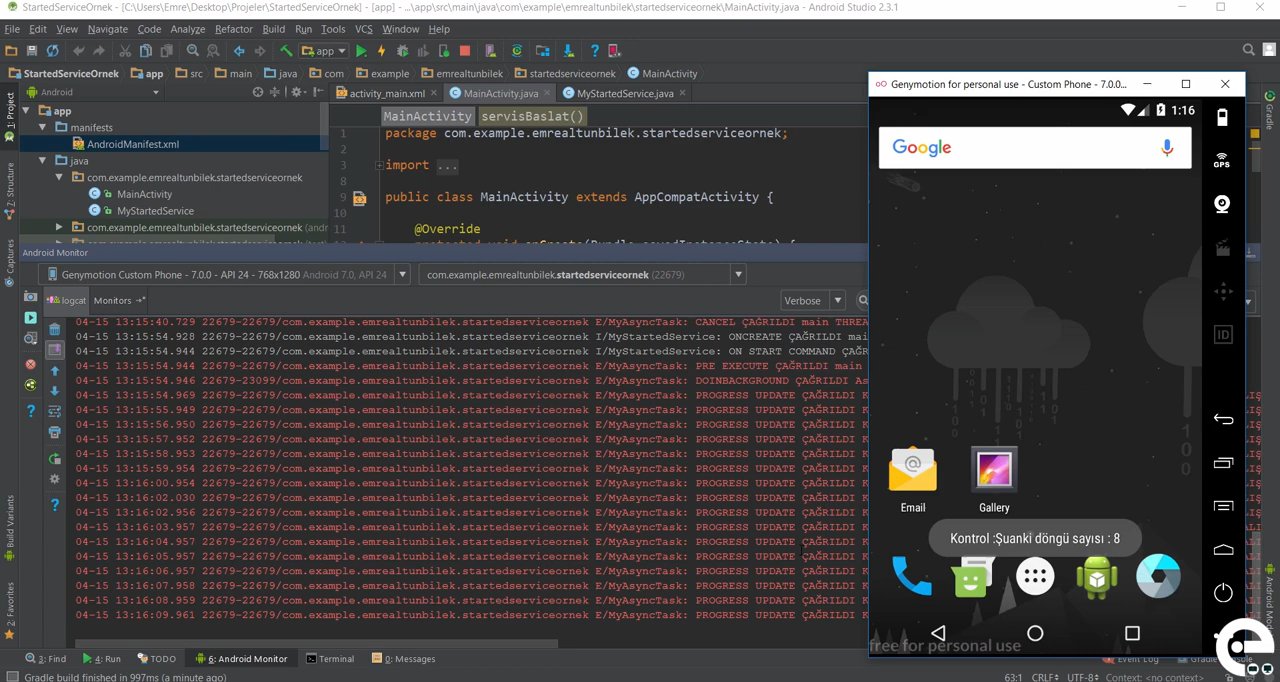 StartedServiceOrnek - [C:\Users\Emre\Desktop\Projeler\StartedServiceOrnek] - [app] - ...\app\src\main\java\com\example\emrealtunbilek\startedserviceornek\MainActivity.java - Android Studio 2.3.1
File Edit View Navigate Code Analyze Refactor Build Run Tools VCS Window Help
app
StartedServiceOrnek app src main java com example emrealtunbilek startedserviceornek MainActivity
Android
activity_main.xml MainActivity.java MyStartedService.java
1: Project
Z: Structure
Captures
Build Variants
2: Favorites
app
manifests
AndroidManifest.xml
java
com.example.emrealtunbilek.startedserviceornek
MainActivity
MyStartedService
com.example.emrealtunbilek.startedserviceornek (andr
MainActivity servisBaslat()
1 package com.example.emrealtunbilek.startedserviceornek;
2
3 import ...
8
9 public class MainActivity extends AppCompatActivity {
10
11 @Override
12 protected void onCreate(Bundle savedInstanceState) {
Android Monitor
Genymotion Custom Phone - 7.0.0 - API 24 - 768x1280 Android 7.0, API 24
com.example.emrealtunbilek.startedserviceornek (22679)
logcat Monitors
Verbose
04-15 13:15:40.729 22679-22679/com.example.emrealtunbilek.startedserviceornek E/MyAsyncTask: CANCEL ÇAĞRILDI main THREA
04-15 13:15:54.928 22679-22679/com.example.emrealtunbilek.startedserviceornek I/MyStartedService: ONCREATE ÇAĞRILDI mai
04-15 13:15:54.944 22679-22679/com.example.emrealtunbilek.startedserviceornek I/MyStartedService: ON START COMMAND ÇAĞR
04-15 13:15:54.944 22679-22679/com.example.emrealtunbilek.startedserviceornek E/MyAsyncTask: PRE EXECUTE ÇAĞRILDI main
04-15 13:15:54.946 22679-23099/com.example.emrealtunbilek.startedserviceornek E/MyAsyncTask: DOINBACKGROUND ÇAĞRILDI As
04-15 13:15:54.969 22679-22679/com.example.emrealtunbilek.startedserviceornek E/MyAsyncTask: PROGRESS UPDATE ÇAĞRILDI K
04-15 13:15:55.949 22679-22679/com.example.emrealtunbilek.startedserviceornek E/MyAsyncTask: PROGRESS UPDATE ÇAĞRILDI K
04-15 13:15:56.950 22679-22679/com.example.emrealtunbilek.startedserviceornek E/MyAsyncTask: PROGRESS UPDATE ÇAĞRILDI K
04-15 13:15:57.952 22679-22679/com.example.emrealtunbilek.startedserviceornek E/MyAsyncTask: PROGRESS UPDATE ÇAĞRILDI K
04-15 13:15:58.953 22679-22679/com.example.emrealtunbilek.startedserviceornek E/MyAsyncTask: PROGRESS UPDATE ÇAĞRILDI K
04-15 13:15:59.954 22679-22679/com.example.emrealtunbilek.startedserviceornek E/MyAsyncTask: PROGRESS UPDATE ÇAĞRILDI K
04-15 13:16:00.954 22679-22679/com.example.emrealtunbilek.startedserviceornek E/MyAsyncTask: PROGRESS UPDATE ÇAĞRILDI K
04-15 13:16:02.030 22679-22679/com.example.emrealtunbilek.startedserviceornek E/MyAsyncTask: PROGRESS UPDATE ÇAĞRILDI K
04-15 13:16:02.956 22679-22679/com.example.emrealtunbilek.startedserviceornek E/MyAsyncTask: PROGRESS UPDATE ÇAĞRILDI K
04-15 13:16:03.957 22679-22679/com.example.emrealtunbilek.startedserviceornek E/MyAsyncTask: PROGRESS UPDATE ÇAĞRILDI K
04-15 13:16:04.957 22679-22679/com.example.emrealtunbilek.startedserviceornek E/MyAsyncTask: PROGRESS UPDATE ÇAĞRILDI K
04-15 13:16:05.957 22679-22679/com.example.emrealtunbilek.startedserviceornek E/MyAsyncTask: PROGRESS UPDATE ÇAĞRILDI K
04-15 13:16:06.957 22679-22679/com.example.emrealtunbilek.startedserviceornek E/MyAsyncTask: PROGRESS UPDATE ÇAĞRILDI K
04-15 13:16:07.958 22679-22679/com.example.emrealtunbilek.startedserviceornek E/MyAsyncTask: PROGRESS UPDATE ÇAĞRILDI K
04-15 13:16:08.959 22679-22679/com.example.emrealtunbilek.startedserviceornek E/MyAsyncTask: PROGRESS UPDATE ÇAĞRILDI K
04-15 13:16:09.961 22679-22679/com.example.emrealtunbilek.startedserviceornek E/MyAsyncTask: PROGRESS UPDATE ÇAĞRILDI K
Genymotion for personal use - Custom Phone - 7.0.0...
1:16
Google
GPS
ID
Email Gallery
Kontrol :Şuanki döngü sayısı : 8
free for personal use
Gradle
3: Find 4: Run TODO 6: Android Monitor Terminal 0: Messages Event Log Gradle Console
Gradle build finished in 997ms (a minute ago)
63:1 CRLF UTF-8 Context: <no context>